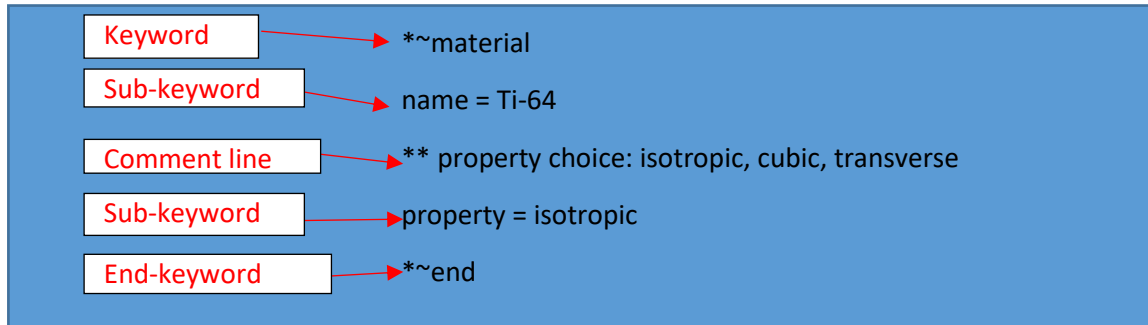 Keyword *~material
Sub-keyword name = Ti-64
Comment line ** property choice: isotropic, cubic, transverse
Sub-keyword property = isotropic
End-keyword *~end